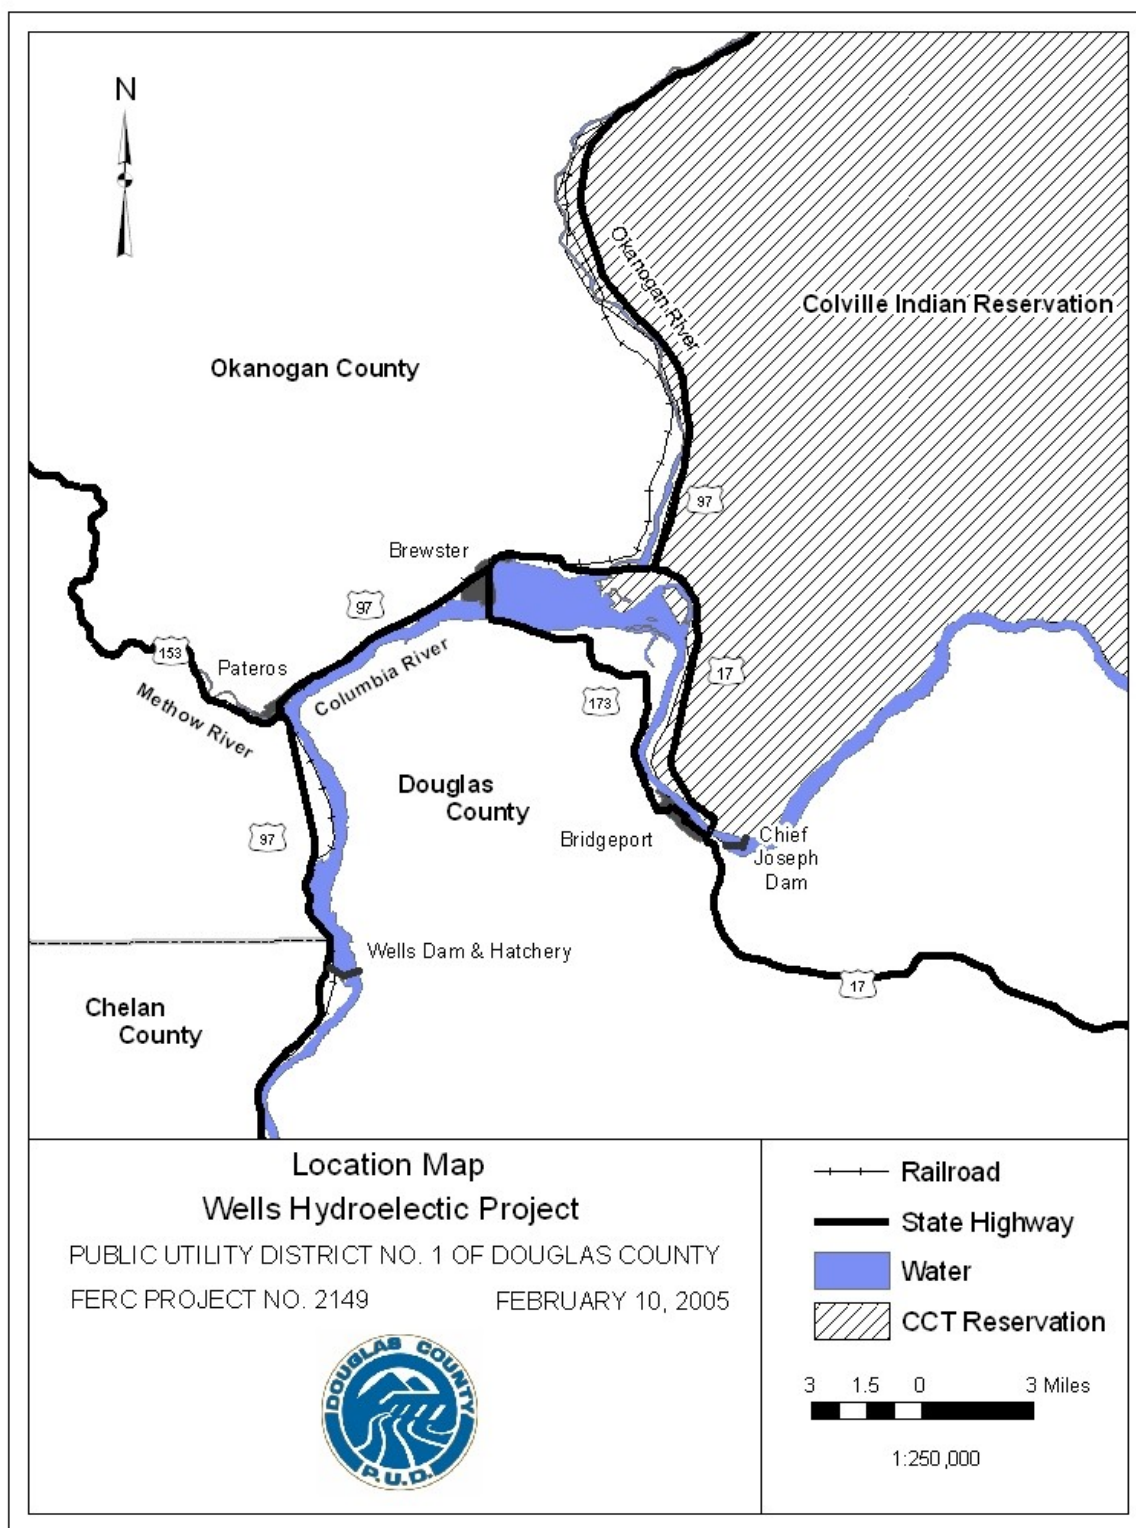 N
Okanogan River
Colville Indian Reservation
Okanogan County
97
Brewster
97
153
Pateros
Columbia River
17
Methow River
173
Douglas
County
97
Bridgeport
Chief
Joseph
Dam
Wells Dam & Hatchery
17
Chelan
County
Location Map
Wells Hydroelectic Project
PUBLIC UTILITY DISTRICT NO. 1 OF DOUGLAS COUNTY
FERC PROJECT NO. 2149 FEBRUARY 10, 2005
DOUGLAS COUNTY
P.U.D.
Railroad
State Highway
Water
CCT Reservation
3 1.5 0 3 Miles
1:250,000